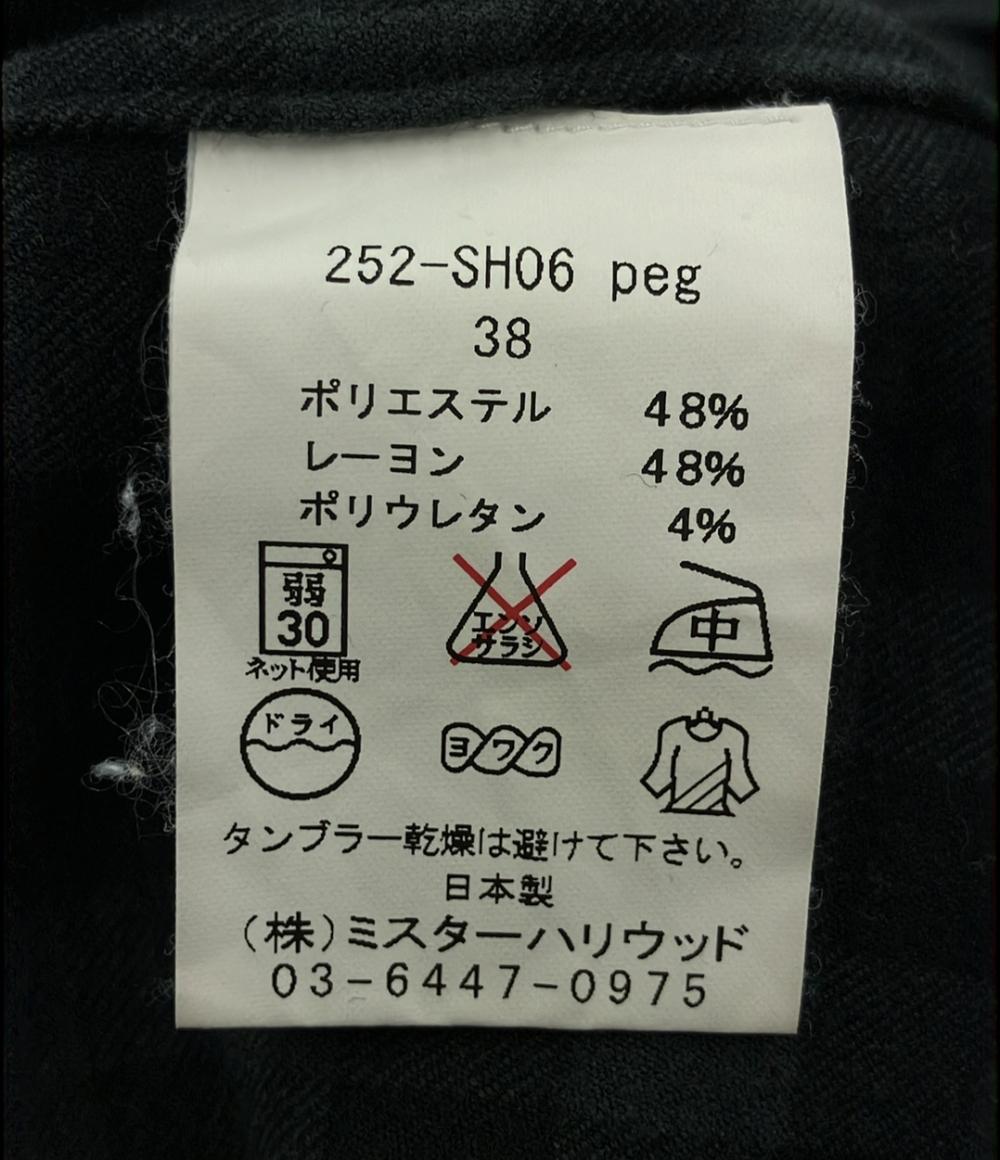 252-SH06 peg
38
ポリエステル 48%
レーヨン 48%
ポリウレタン 4%
弱
30
ネット使用
エンソ
サラシ
中
ドライ
ヨワク
タンブラー乾燥は避けて下さい。
日本製
(株)ミスターハリウッド
03-6447-0975